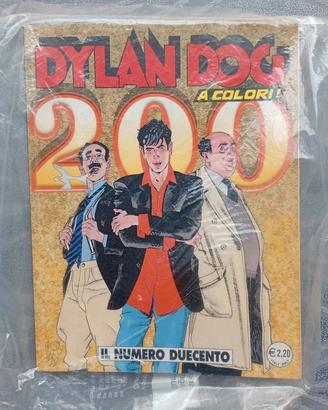 DYLAN DOG
A COLORI!
200
IL NUMERO DUECENTO
€ 2,20